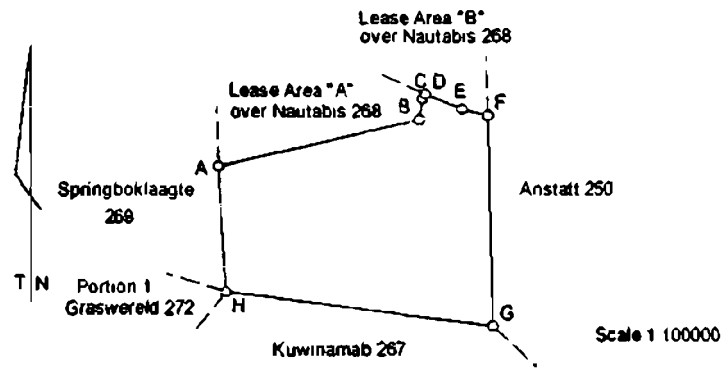 Lease Area "B"
over Nautabis 268
C D
E
F
Lease Area "A"
over Nautabis 268
B
A
Springboklaagte
269
Anstatt 250
T N
Portion 1
Graswereld 272
H
G
Scale 1 100000
Kuwinamab 267